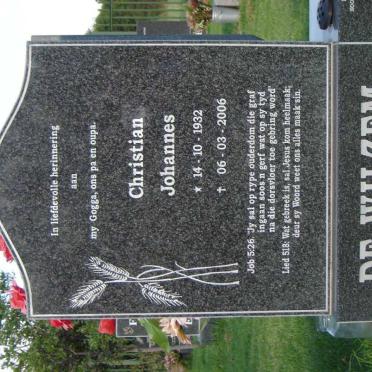 In liefdevolle herinnering
aan
my Gogga, ons pa en oupa.
Christian
Johannes
★ 14 - 10 - 1932
† 06 - 03 - 2006
Job 5:26: 'Jy sal op rype ouderdom die graf
ingaan soos n gerf wat op sy tyd
na die dorsvloer toe gebring word'
Lied 518: Wat gebreek is, sal Jesus kom heelmaak;
deur sy Woord weet ons alles maak sin.
DE WIL